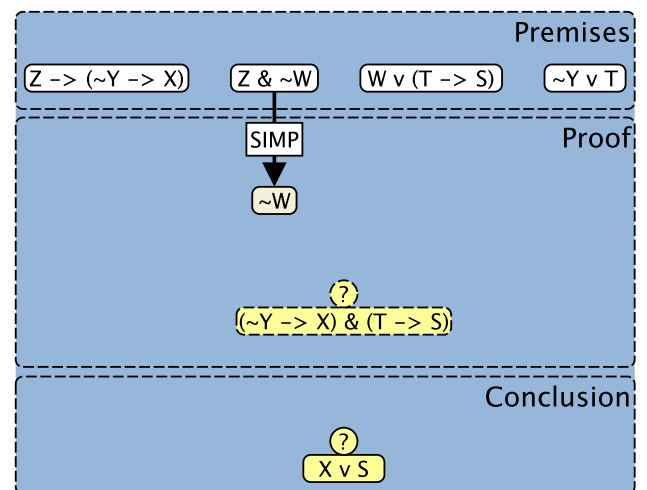 Premises
Z -> (~Y -> X) Z & ~W W v (T -> S) ~Y v T
Proof
SIMP
~W
?
(~Y -> X) & (T -> S)
Conclusion
?
X v S